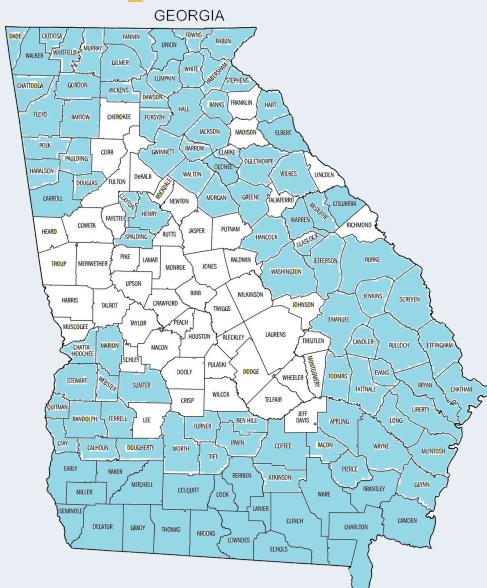 GEORGIA
DADE
CATOOSA
FANNIN
TOWNS
RABUN
UNION
WALKER
WHITFIELD
MURRAY
GILMER
WHITE
HABERSHAM
LUMPKIN
STEPHENS
CHATTOOGA
GORDON
PICKENS
DAWSON
HALL
BANKS
FRANKLIN
HART
FLOYD
BARTOW
CHEROKEE
FORSYTH
JACKSON
MADISON
ELBERT
POLK
PAULDING
COBB
GWINNETT
BARROW
CLARKE
OGLETHORPE
WILKES
LINCOLN
HARALSON
DOUGLAS
FULTON
DeKALB
WALTON
OCONEE
CARROLL
ROCKDALE
NEWTON
MORGAN
GREENE
TALIAFERRO
McDUFFIE
COLUMBIA
CLAYTON
HENRY
FAYETTE
WARREN
RICHMOND
HEARD
COWETA
SPALDING
BUTTS
JASPER
PUTNAM
HANCOCK
GLASLOCK
TROUP
MERIWETHER
PIKE
LAMAR
MONROE
JONES
BALDWIN
WASHINGTON
JEFFERSON
BURKE
UPSON
BIBB
WILKINSON
HARRIS
TALBOT
CRAWFORD
TWIGGS
JOHNSON
JENKINS
SCREVEN
EMANUEL
MUSCOGEE
TAYLOR
PEACH
HOUSTON
BLECKLEY
LAURENS
TREUTLEN
CHATTA
HOOCHEE
MARION
SCHLEY
MACON
CANDLER
BULLOCH
EFFINGHAM
STEWART
WEBSTER
SUMTER
DOOLY
PULASKI
DODGE
WHEELER
MONTGOMERY
TOOMBS
TATTNALL
EVANS
BRYAN
CHATHAM
QUITMAN
RANDOLPH
TERRELL
LEE
CRISP
WILCOX
TELFAIR
JEFF
DAVIS
APPLING
LONG
LIBERTY
CLAY
CALHOUN
DOUGHERTY
WORTH
TURNER
BEN HILL
IRWIN
COFFEE
BACON
WAYNE
McINTOSH
TIFT
EARLY
BAKER
MITCHELL
COLQUITT
COOK
BERRIEN
ATKINSON
WARE
PIERCE
BRANTLEY
GLYNN
MILLER
LANIER
SEMINOLE
DECATUR
GRADY
THOMAS
BROOKS
LOWNDES
CLINCH
ECHOLS
CHARLTON
CAMDEN